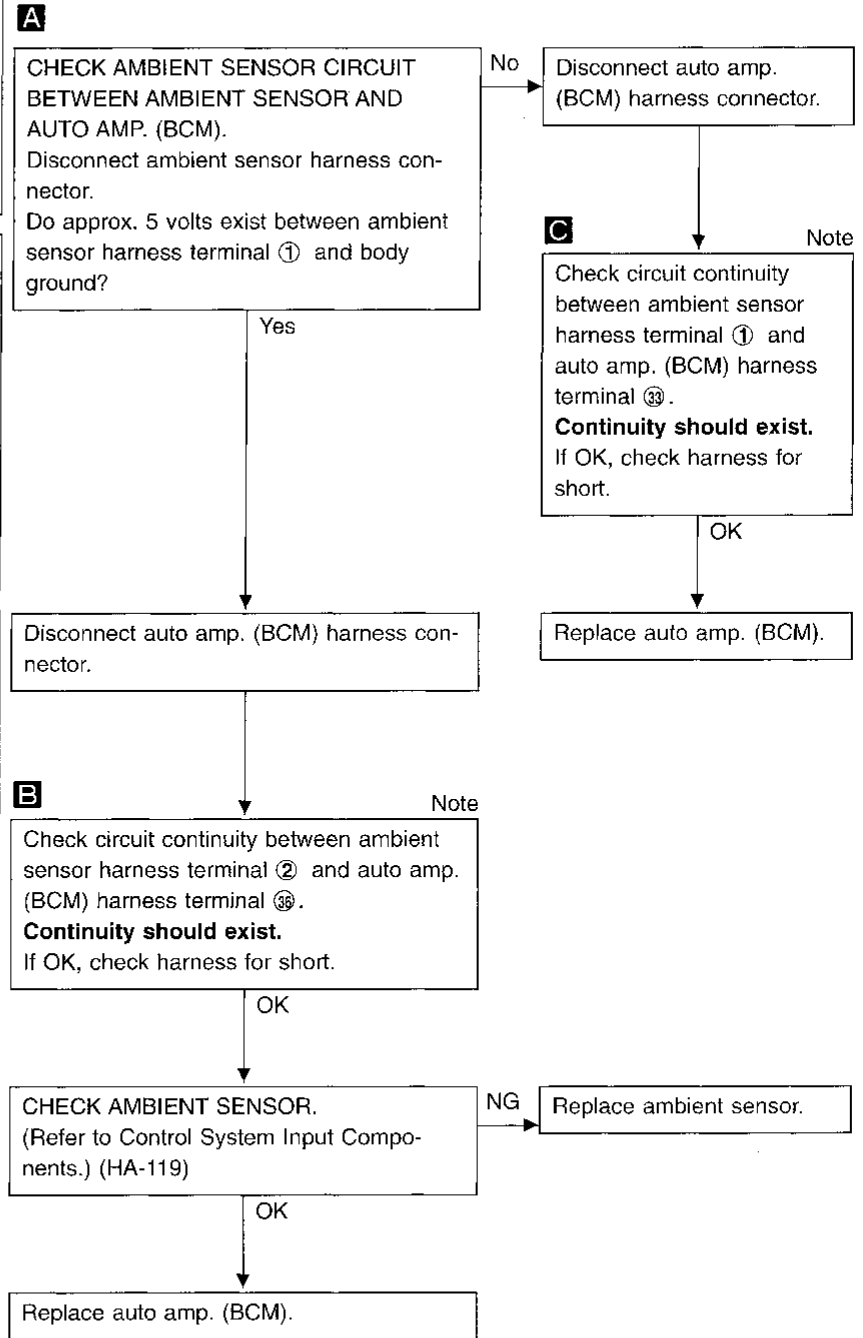 A
CHECK AMBIENT SENSOR CIRCUIT
BETWEEN AMBIENT SENSOR AND
AUTO AMP. (BCM).
Disconnect ambient sensor harness con-
nector.
Do approx. 5 volts exist between ambient
sensor harness terminal ① and body
ground?
No
Disconnect auto amp.
(BCM) harness connector.
C
Note
Check circuit continuity
between ambient sensor
harness terminal ① and
auto amp. (BCM) harness
terminal ㉝.
Continuity should exist.
If OK, check harness for
short.
OK
Replace auto amp. (BCM).
Yes
Disconnect auto amp. (BCM) harness con-
nector.
B
Note
Check circuit continuity between ambient
sensor harness terminal ② and auto amp.
(BCM) harness terminal ㊱.
Continuity should exist.
If OK, check harness for short.
OK
CHECK AMBIENT SENSOR.
(Refer to Control System Input Compo-
nents.) (HA-119)
NG
Replace ambient sensor.
OK
Replace auto amp. (BCM).